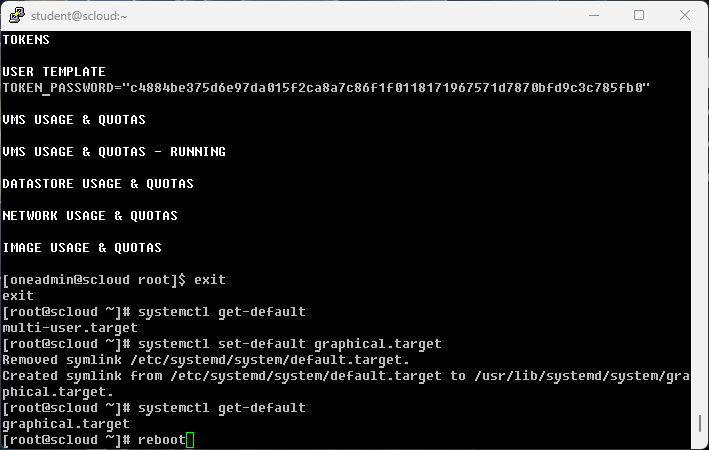 student@scloud:~
TOKENS
USER TEMPLATE
TOKEN_PASSWORD="c4884be375d6e97da015f2ca8a7c86f1f0118171967571d7870bfd9c3c785fb0"
VMS USAGE & QUOTAS
VMS USAGE & QUOTAS - RUNNING
DATASTORE USAGE & QUOTAS
NETWORK USAGE & QUOTAS
IMAGE USAGE & QUOTAS
[oneadmin@scloud root]$ exit
exit
[root@scloud ~]# systemctl get-default
multi-user.target
[root@scloud ~]# systemctl set-default graphical.target
Removed symlink /etc/systemd/system/default.target.
Created symlink from /etc/systemd/system/default.target to /usr/lib/systemd/system/gra
phical.target.
[root@scloud ~]# systemctl get-default
graphical.target
[root@scloud ~]# reboot